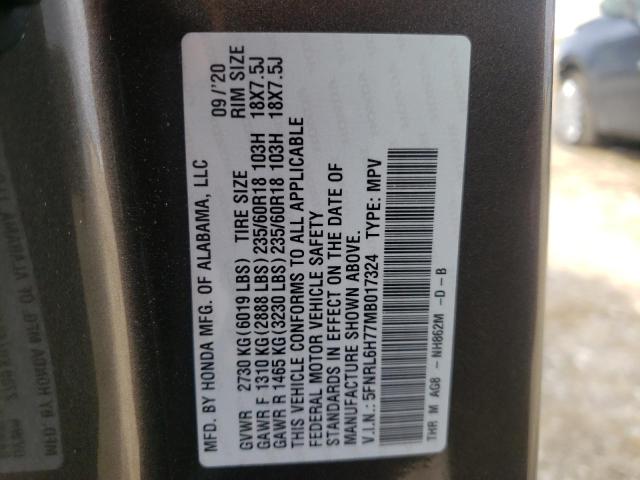 MFD. BY HONDA MFG. OF ALABAMA, LLC 09/'20
GVWR 2730 KG (6019 LBS) TIRE SIZE RIM SIZE
GAWR F 1310 KG (2888 LBS) 235/60R18 103H 18X7.5J
GAWR R 1465 KG (3230 LBS) 235/60R18 103H 18X7.5J
THIS VEHICLE CONFORMS TO ALL APPLICABLE
FEDERAL MOTOR VEHICLE SAFETY
STANDARDS IN EFFECT ON THE DATE OF
MANUFACTURE SHOWN ABOVE.
V.I.N.: 5FNRL6H77MB017324 TYPE: MPV
THR M AG8 - NH862M -D-B